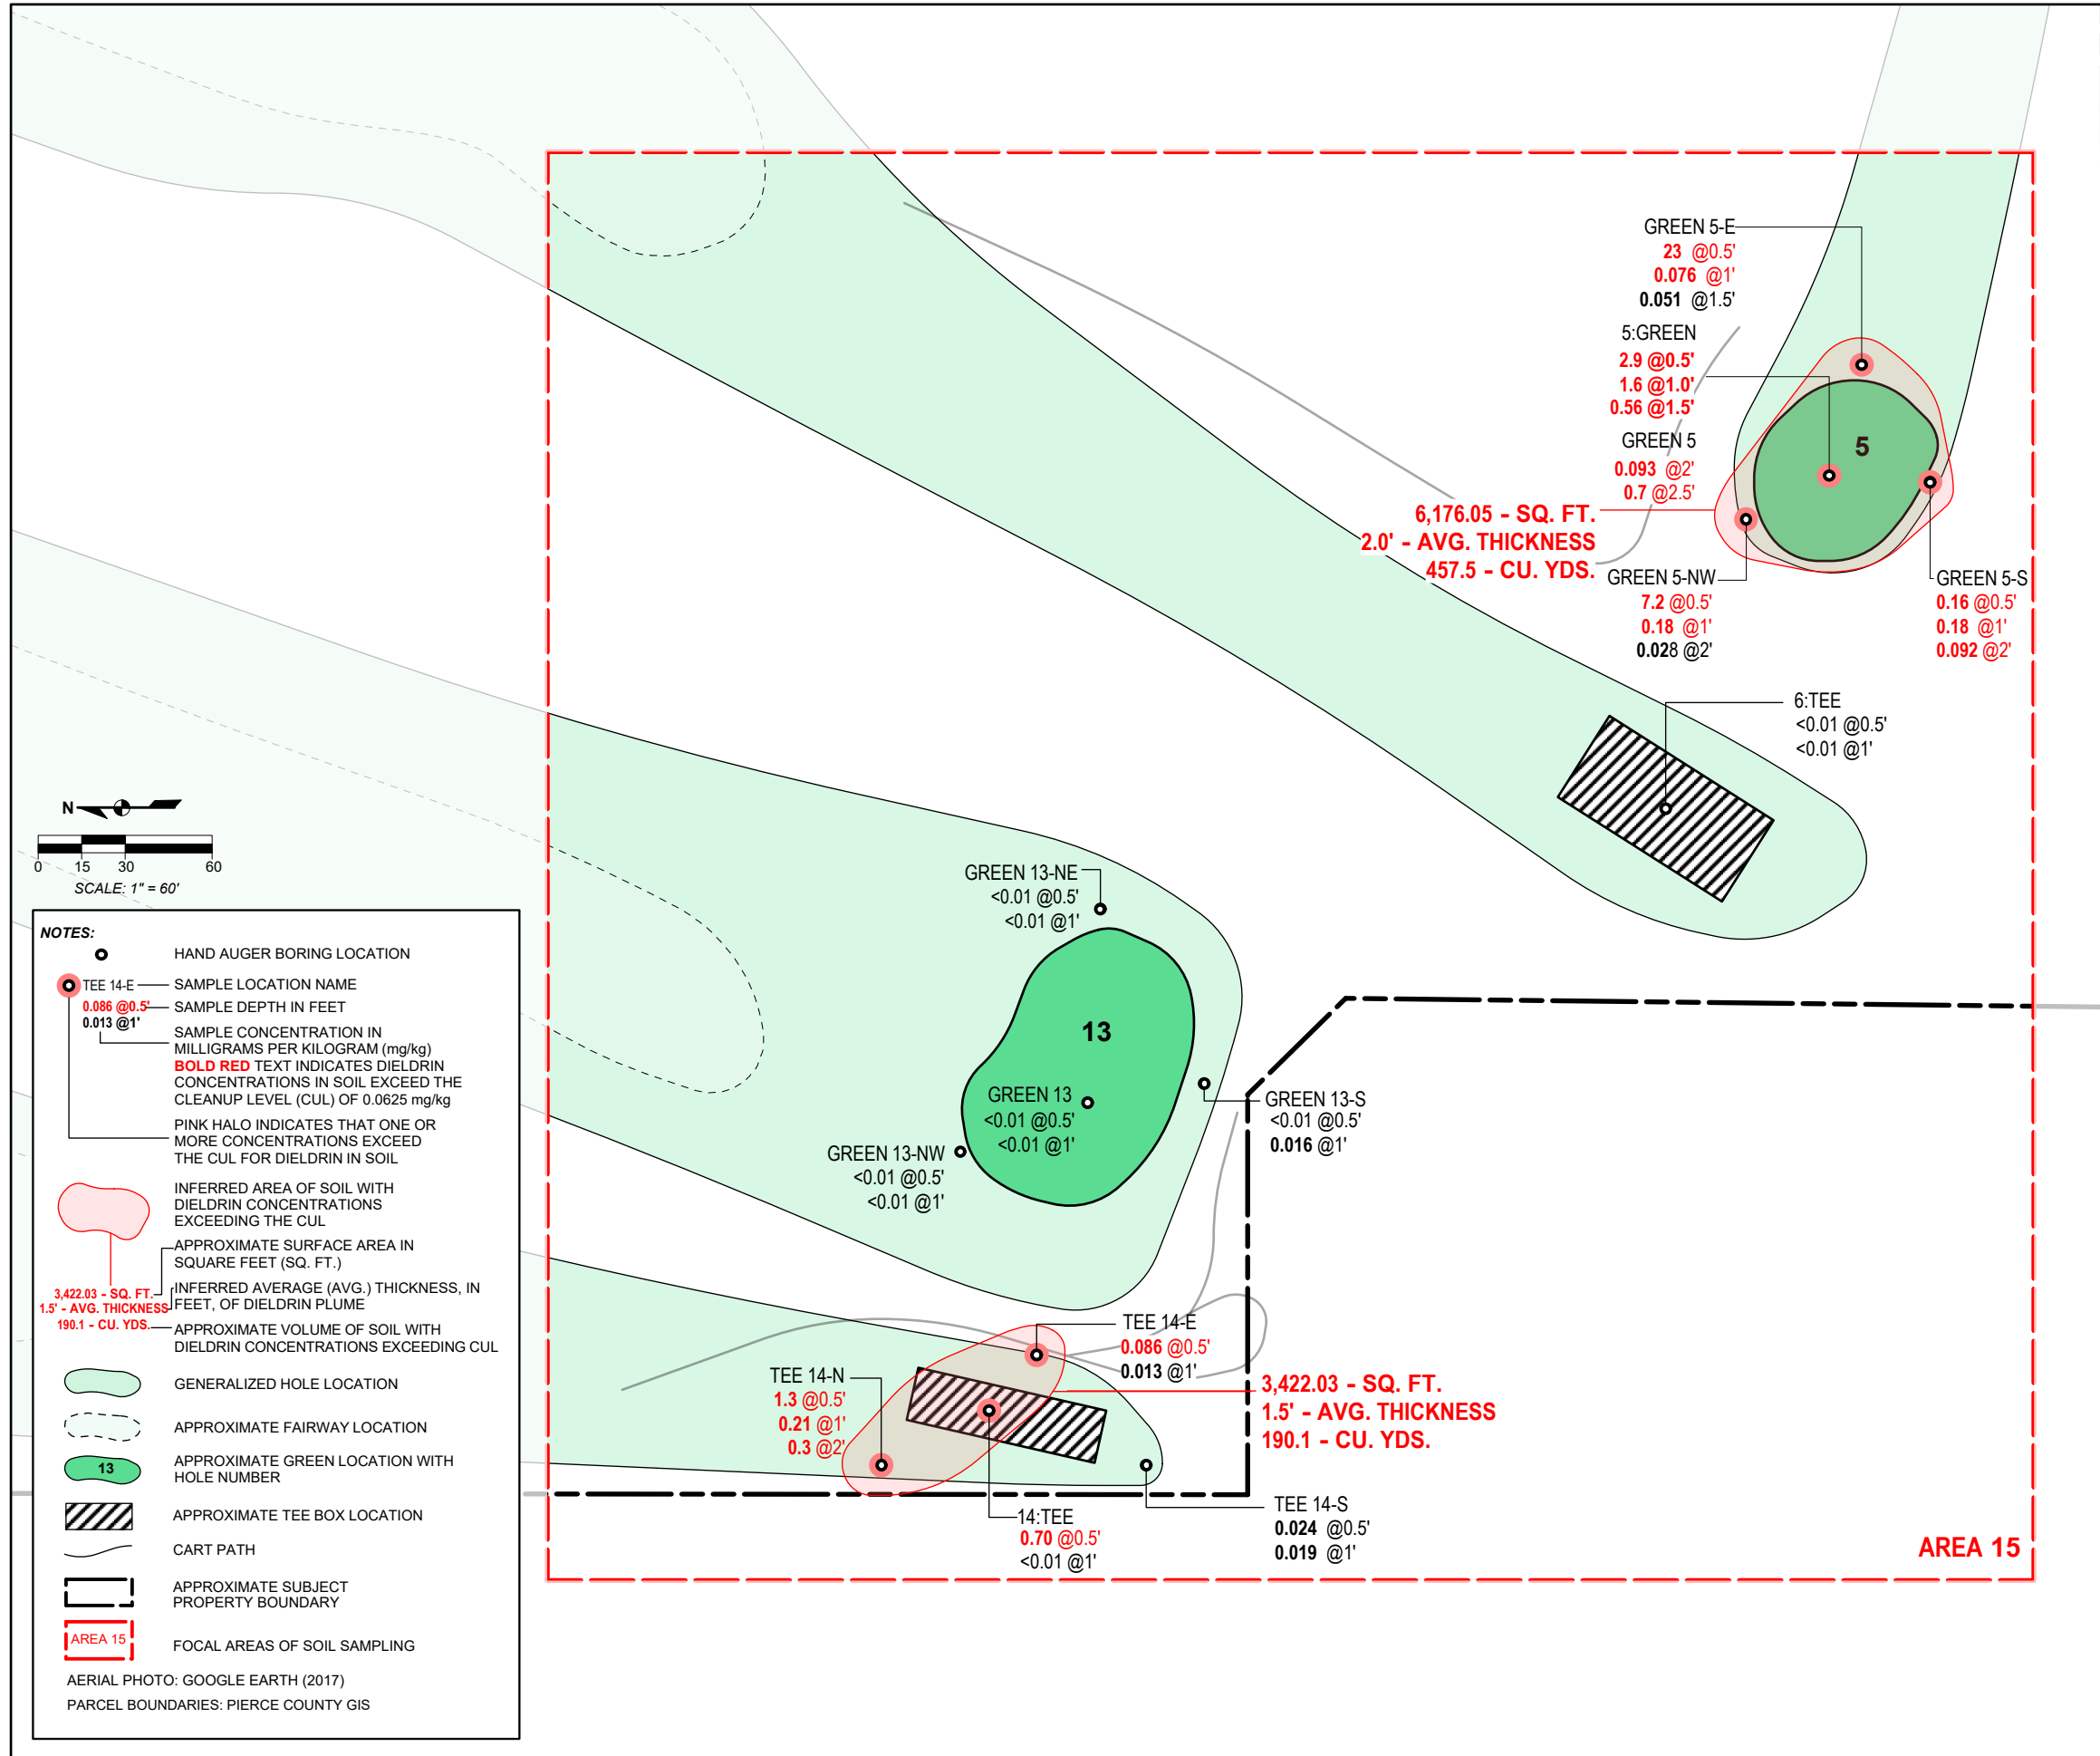 GREEN 5-E
23 @0.5'
0.076 @1'
0.051 @1.5'
5:GREEN
2.9 @0.5'
1.6 @1.0'
0.56 @1.5'
GREEN 5
0.093 @2'
0.7 @2.5'
5
6,176.05 - SQ. FT.
2.0' - AVG. THICKNESS
457.5 - CU. YDS.
GREEN 5-NW
7.2 @0.5'
0.18 @1'
0.028 @2'
GREEN 5-S
0.16 @0.5'
0.18 @1'
0.092 @2'
6:TEE
<0.01 @0.5'
<0.01 @1'
N
0 15 30 60
SCALE: 1" = 60'
GREEN 13-NE
<0.01 @0.5'
<0.01 @1'
13
GREEN 13
<0.01 @0.5'
<0.01 @1'
GREEN 13-S
<0.01 @0.5'
0.016 @1'
GREEN 13-NW
<0.01 @0.5'
<0.01 @1'
TEE 14-E
0.086 @0.5'
0.013 @1'
TEE 14-N
1.3 @0.5'
0.21 @1'
0.3 @2'
3,422.03 - SQ. FT.
1.5' - AVG. THICKNESS
190.1 - CU. YDS.
14:TEE
0.70 @0.5'
<0.01 @1'
TEE 14-S
0.024 @0.5'
0.019 @1'
AREA 15
NOTES:
HAND AUGER BORING LOCATION
TEE 14-E
SAMPLE LOCATION NAME
0.086 @0.5'
SAMPLE DEPTH IN FEET
0.013 @1'
SAMPLE CONCENTRATION IN
MILLIGRAMS PER KILOGRAM (mg/kg)
BOLD RED TEXT INDICATES DIELDRIN
CONCENTRATIONS IN SOIL EXCEED THE
CLEANUP LEVEL (CUL) OF 0.0625 mg/kg
PINK HALO INDICATES THAT ONE OR
MORE CONCENTRATIONS EXCEED
THE CUL FOR DIELDRIN IN SOIL
INFERRED AREA OF SOIL WITH
DIELDRIN CONCENTRATIONS
EXCEEDING THE CUL
APPROXIMATE SURFACE AREA IN
SQUARE FEET (SQ. FT.)
3,422.03 - SQ. FT.
1.5' - AVG. THICKNESS
190.1 - CU. YDS.
INFERRED AVERAGE (AVG.) THICKNESS, IN
FEET, OF DIELDRIN PLUME
APPROXIMATE VOLUME OF SOIL WITH
DIELDRIN CONCENTRATIONS EXCEEDING CUL
GENERALIZED HOLE LOCATION
APPROXIMATE FAIRWAY LOCATION
13
APPROXIMATE GREEN LOCATION WITH
HOLE NUMBER
APPROXIMATE TEE BOX LOCATION
CART PATH
APPROXIMATE SUBJECT
PROPERTY BOUNDARY
AREA 15
FOCAL AREAS OF SOIL SAMPLING
AERIAL PHOTO: GOOGLE EARTH (2017)
PARCEL BOUNDARIES: PIERCE COUNTY GIS